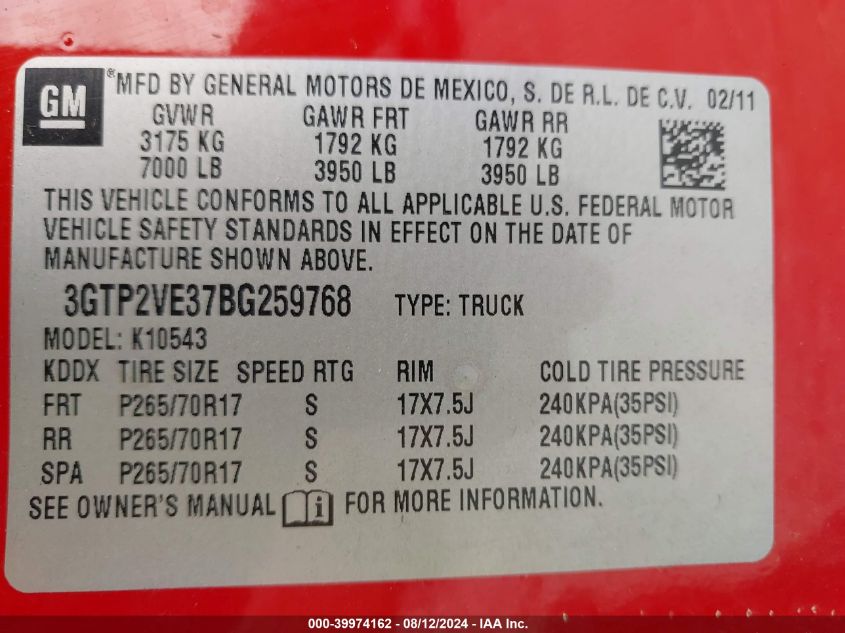 GM
®MFD BY GENERAL MOTORS DE MEXICO, S. DE R.L. DE C.V. 02/11
GVWR GAWR FRT GAWR RR
3175 KG 1792 KG 1792 KG
7000 LB 3950 LB 3950 LB
THIS VEHICLE CONFORMS TO ALL APPLICABLE U.S. FEDERAL MOTOR
VEHICLE SAFETY STANDARDS IN EFFECT ON THE DATE OF
MANUFACTURE SHOWN ABOVE.
3GTP2VE37BG259768 TYPE: TRUCK
MODEL: K10543
KDDX TIRE SIZE SPEED RTG RIM COLD TIRE PRESSURE
FRT P265/70R17 S 17X7.5J 240KPA(35PSI)
RR P265/70R17 S 17X7.5J 240KPA(35PSI)
SPA P265/70R17 S 17X7.5J 240KPA(35PSI)
SEE OWNER'S MANUAL i FOR MORE INFORMATION.
000-39974162 - 08/12/2024 - IAA Inc.